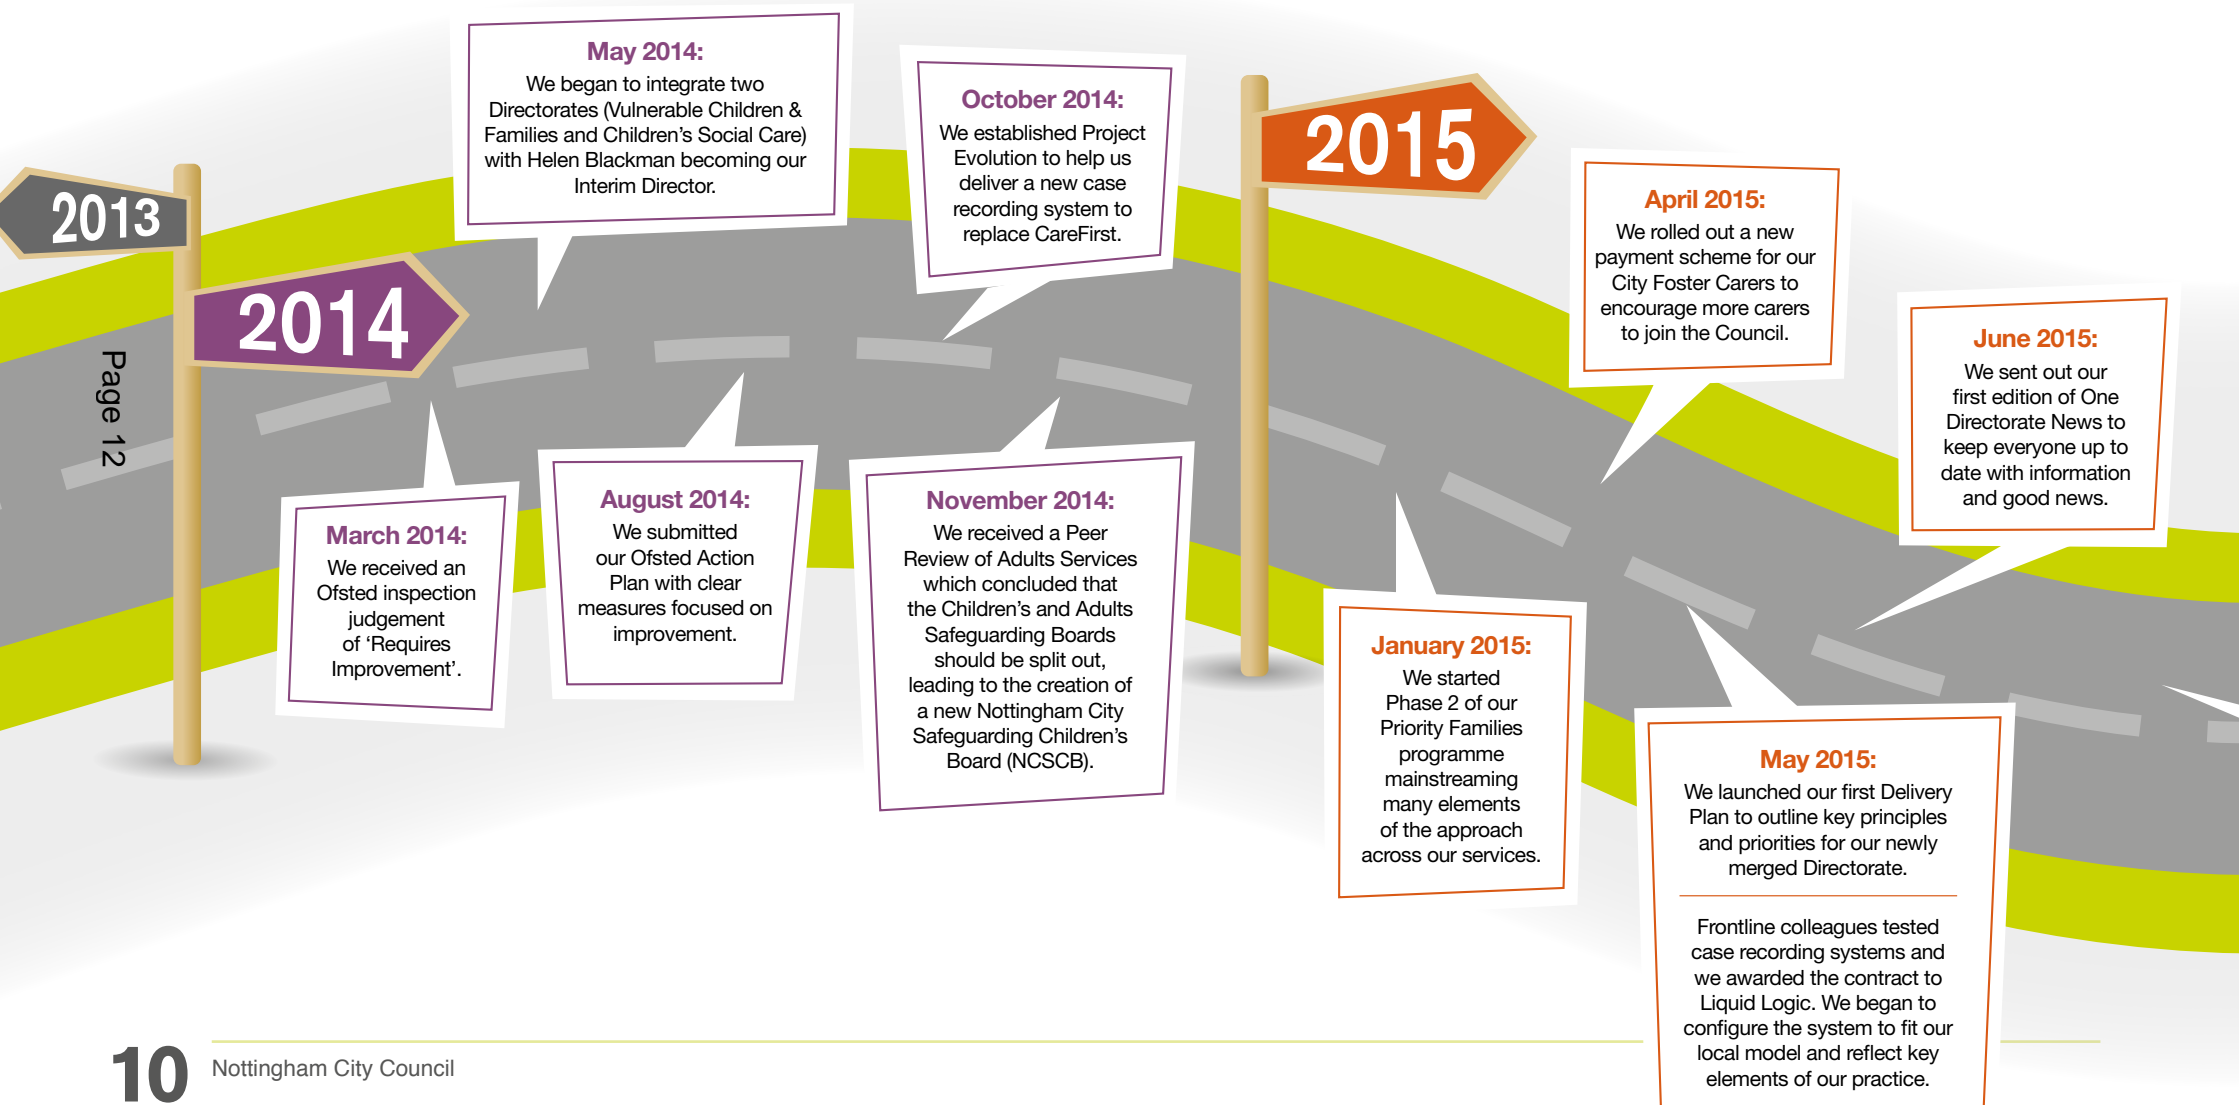 2013
2014
Page 12
March 2014:
We received an
Ofsted inspection
judgement
of ‘Requires
Improvement’.
May 2014:
We began to integrate two
Directorates (Vulnerable Children &
Families and Children’s Social Care)
with Helen Blackman becoming our
Interim Director.
August 2014:
We submitted
our Ofsted Action
Plan with clear
measures focused on
improvement.
October 2014:
We established Project
Evolution to help us
deliver a new case
recording system to
replace CareFirst.
November 2014:
We received a Peer
Review of Adults Services
which concluded that
the Children’s and Adults
Safeguarding Boards
should be split out,
leading to the creation of
a new Nottingham City
Safeguarding Children’s
Board (NCSCB).
2015
January 2015:
We started
Phase 2 of our
Priority Families
programme
mainstreaming
many elements
of the approach
across our services.
April 2015:
We rolled out a new
payment scheme for our
City Foster Carers to
encourage more carers
to join the Council.
May 2015:
We launched our first Delivery
Plan to outline key principles
and priorities for our newly
merged Directorate.
Frontline colleagues tested
case recording systems and
we awarded the contract to
Liquid Logic. We began to
configure the system to fit our
local model and reflect key
elements of our practice.
June 2015:
We sent out our
first edition of One
Directorate News to
keep everyone up to
date with information
and good news.
10
Nottingham City Council